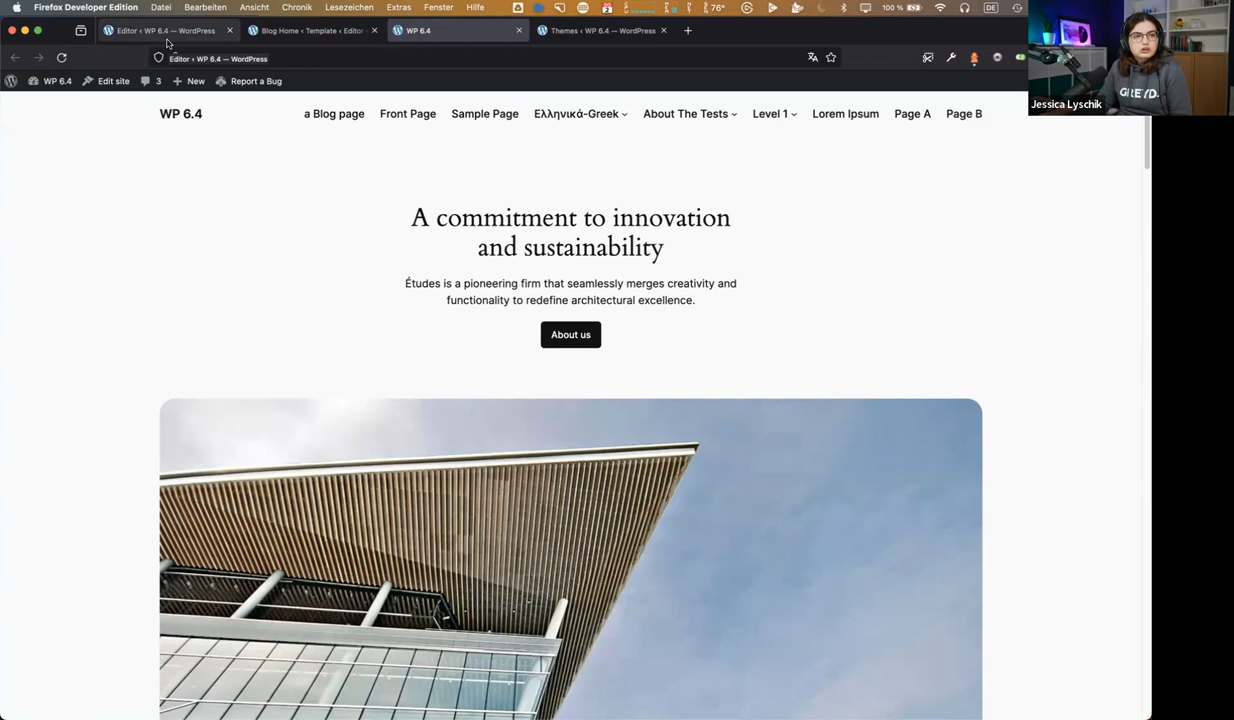 Firefox Developer Edition Datei Bearbeiten Ansicht Chronik Lesezeichen Extras Fenster Hilfe 76° 100 % DE
Editor ‹ WP 6.4 — WordPress Blog Home ‹ Template ‹ Editor WP 6.4 Themes ‹ WP 6.4 — WordPress
Editor ‹ WP 6.4 — WordPress
WP 6.4 Edit site 3 New Report a Bug
GREYD.
Jessica Lyschik
WP 6.4 a Blog page Front Page Sample Page Ελληνικά-Greek About The Tests Level 1 Lorem Ipsum Page A Page B
A commitment to innovation
and sustainability
Études is a pioneering firm that seamlessly merges creativity and
functionality to redefine architectural excellence.
About us